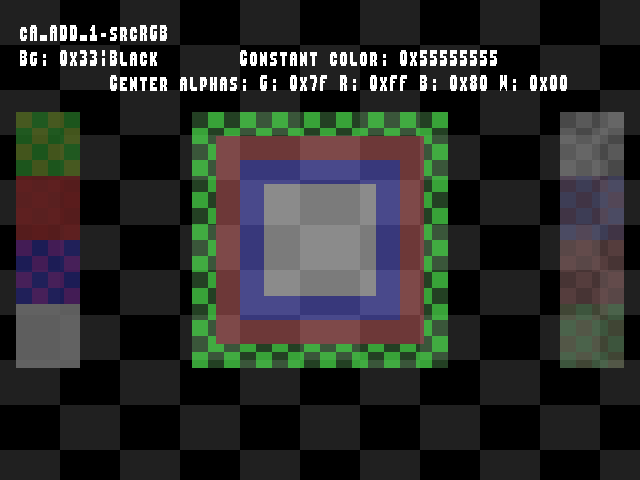 cA_ADD_1-srcRGB
Bg: 0x33;Black Constant color: 0x55555555
Center alphas: G: 0x7f R: 0xff B: 0x80 W: 0x00